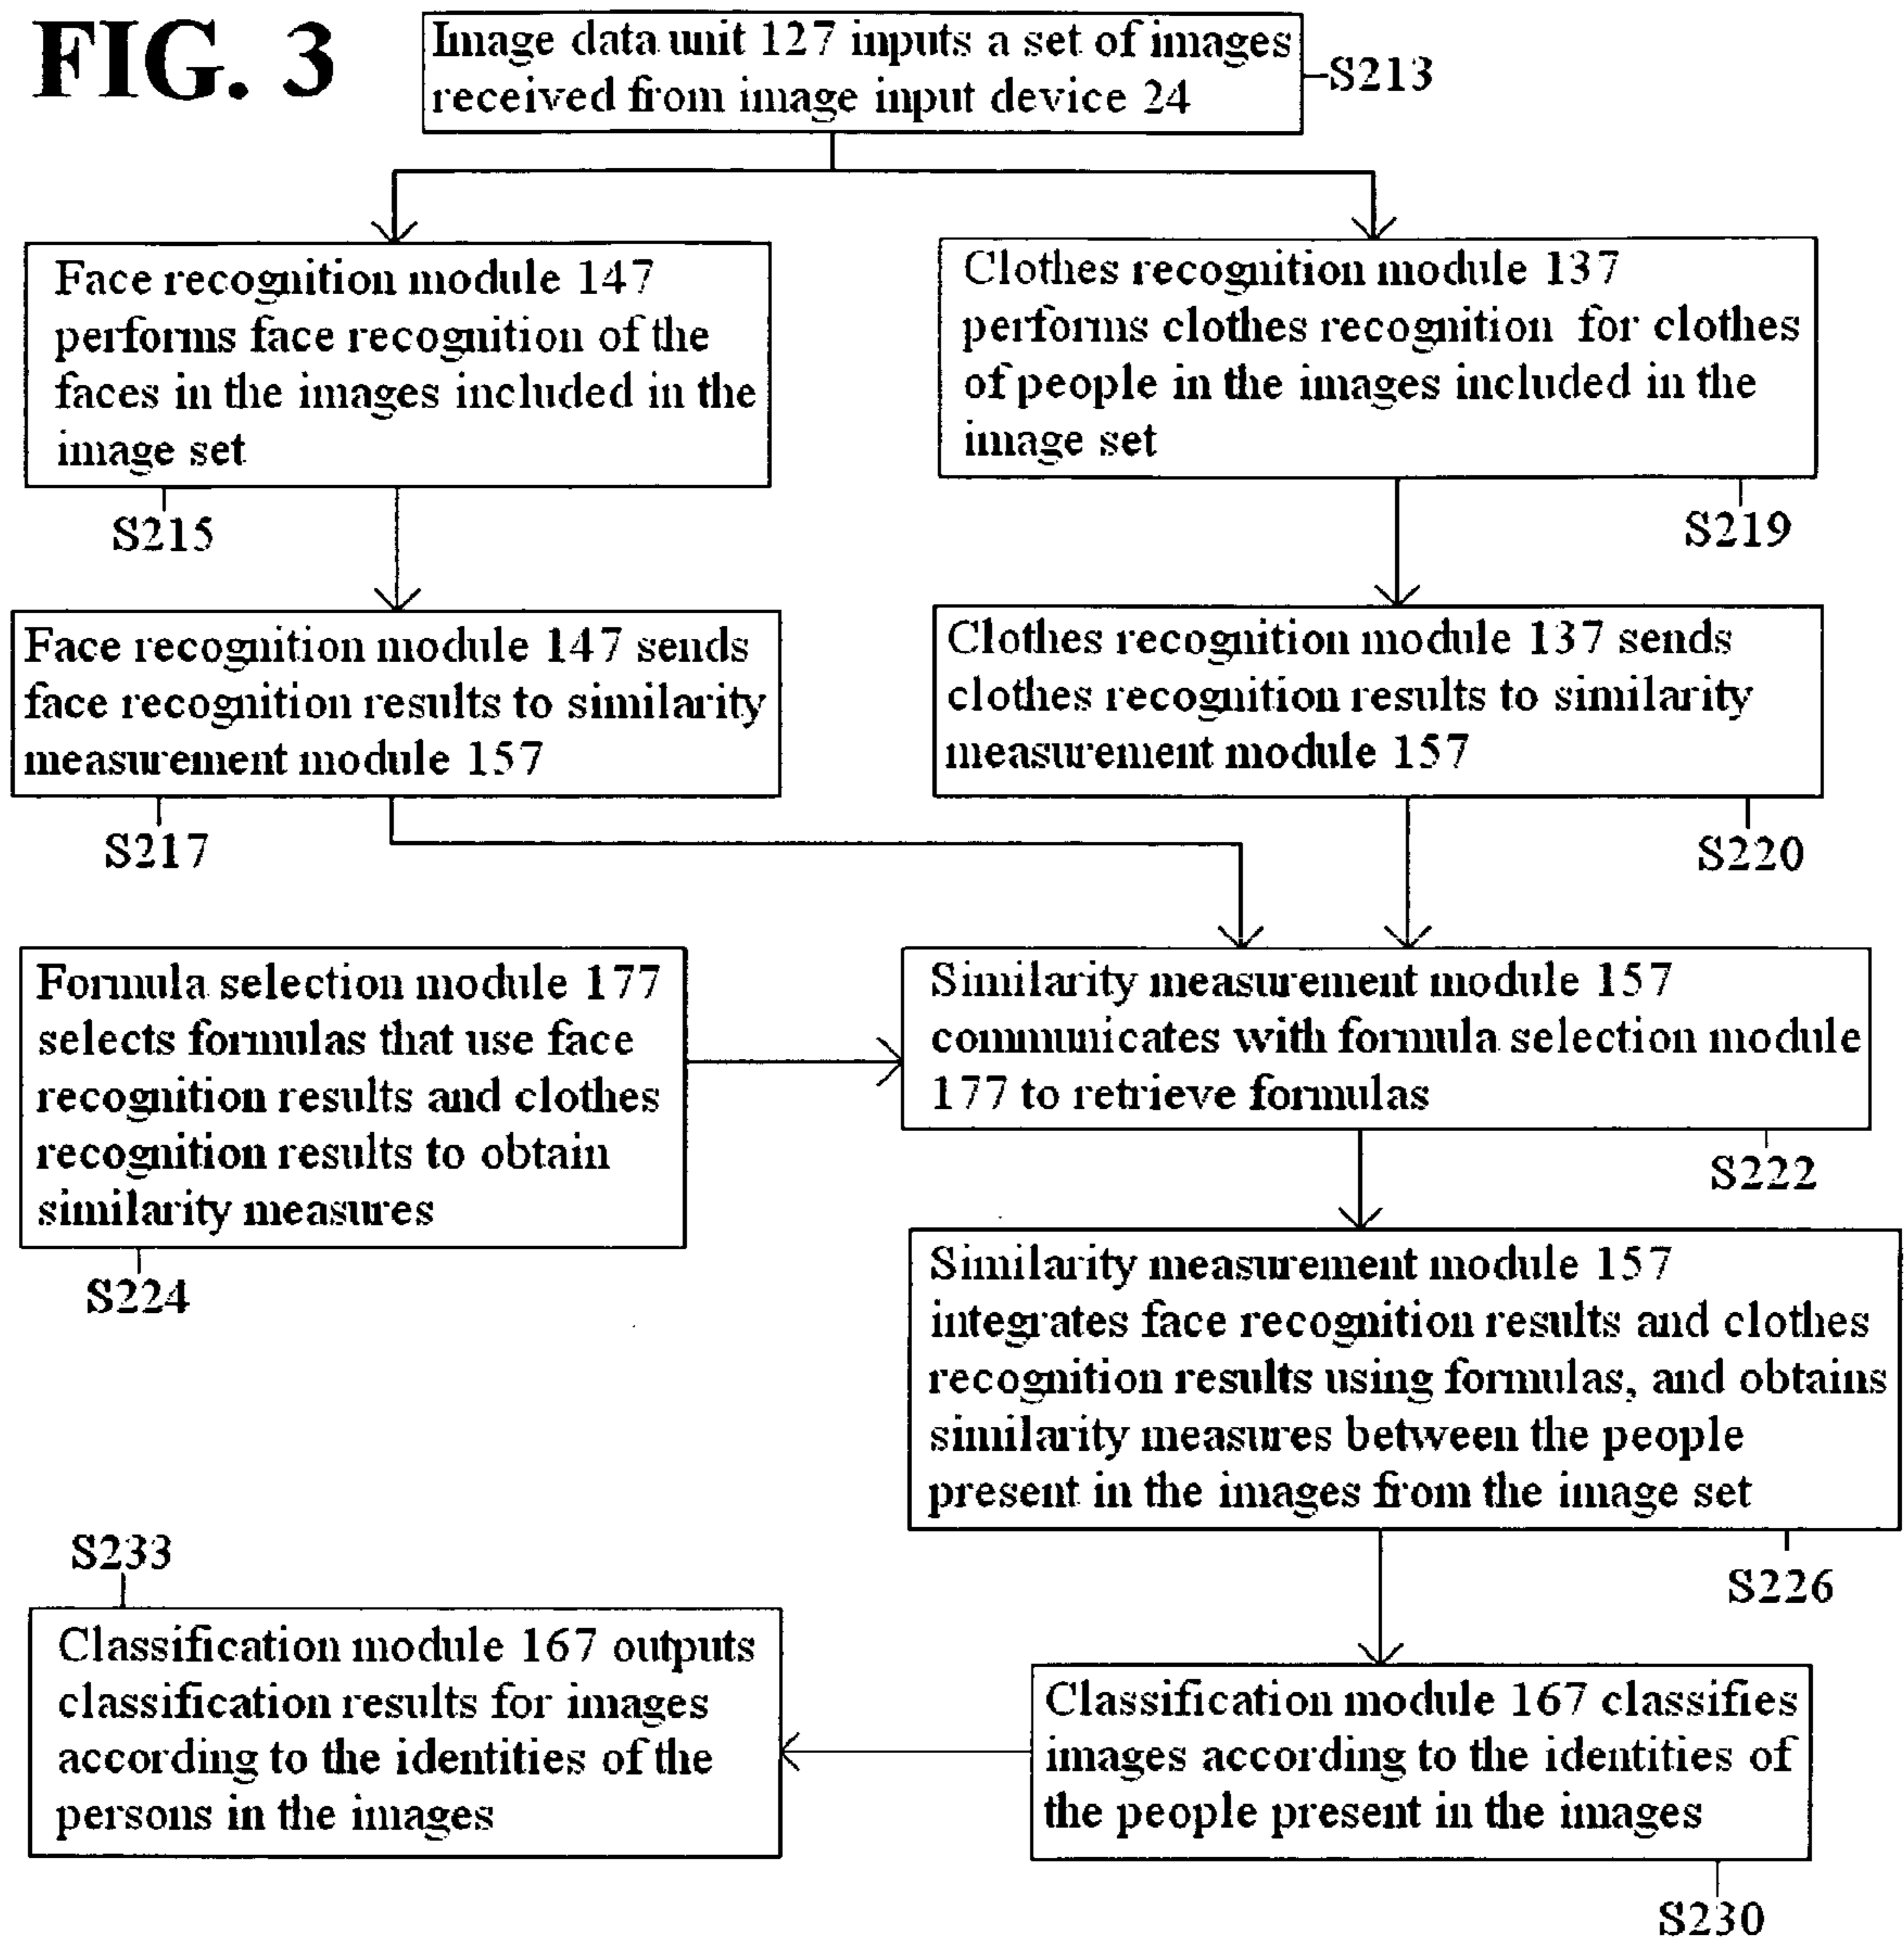 FIG. 3
Image data unit 127 inputs a set of images
received from image input device 24
S213
Face recognition module 147
performs face recognition of the
faces in the images included in the
image set
S215
Clothes recognition module 137
performs clothes recognition for clothes
of people in the images included in the
image set
S219
Face recognition module 147 sends
face recognition results to similarity
measurement module 157
S217
Clothes recognition module 137 sends
clothes recognition results to similarity
measurement module 157
S220
Formula selection module 177
selects formulas that use face
recognition results and clothes
recognition results to obtain
similarity measures
S224
Similarity measurement module 157
communicates with formula selection module
177 to retrieve formulas
S222
Similarity measurement module 157
integrates face recognition results and clothes
recognition results using formulas, and obtains
similarity measures between the people
present in the images from the image set
S226
S233
Classification module 167 outputs
classification results for images
according to the identities of the
persons in the images
Classification module 167 classifies
images according to the identities of
the people present in the images
S230